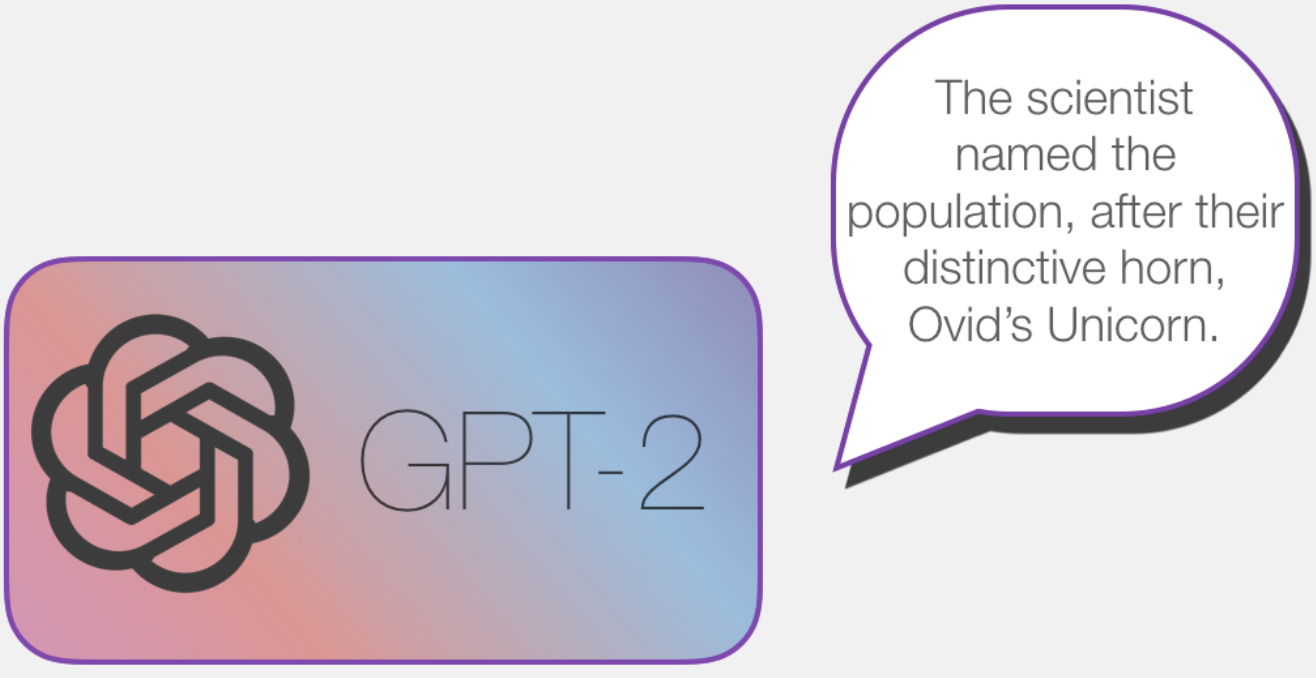 The scientist
named the
population, after their
distinctive horn,
Ovid’s Unicorn.
GPT-2